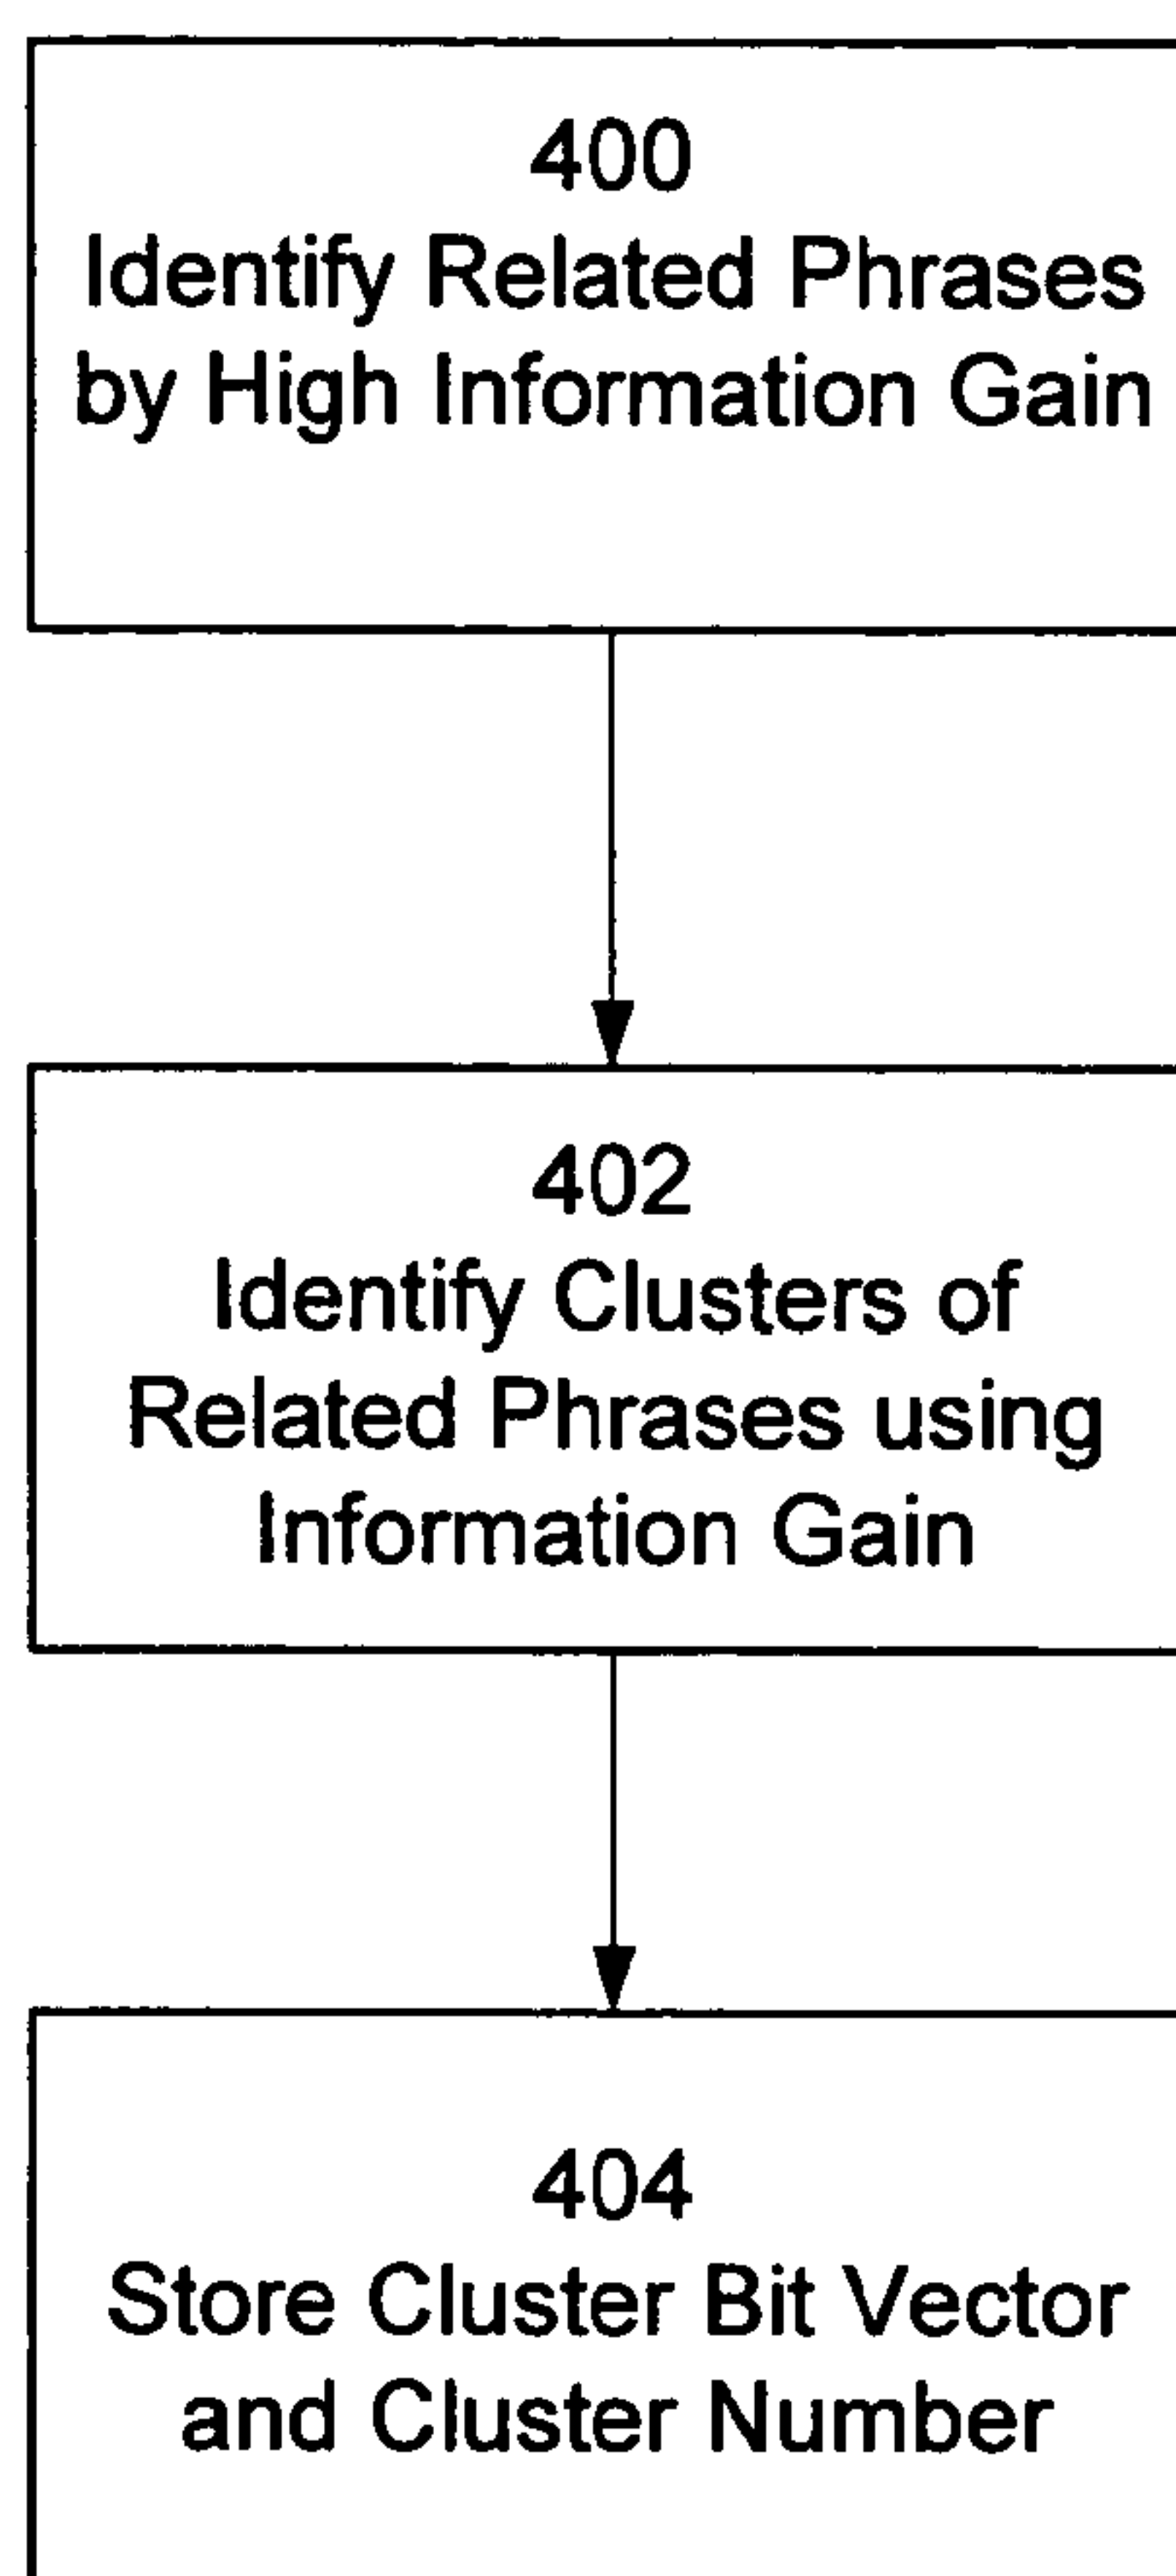 400
Identify Related Phrases
by High Information Gain
402
Identify Clusters of
Related Phrases using
Information Gain
404
Store Cluster Bit Vector
and Cluster Number